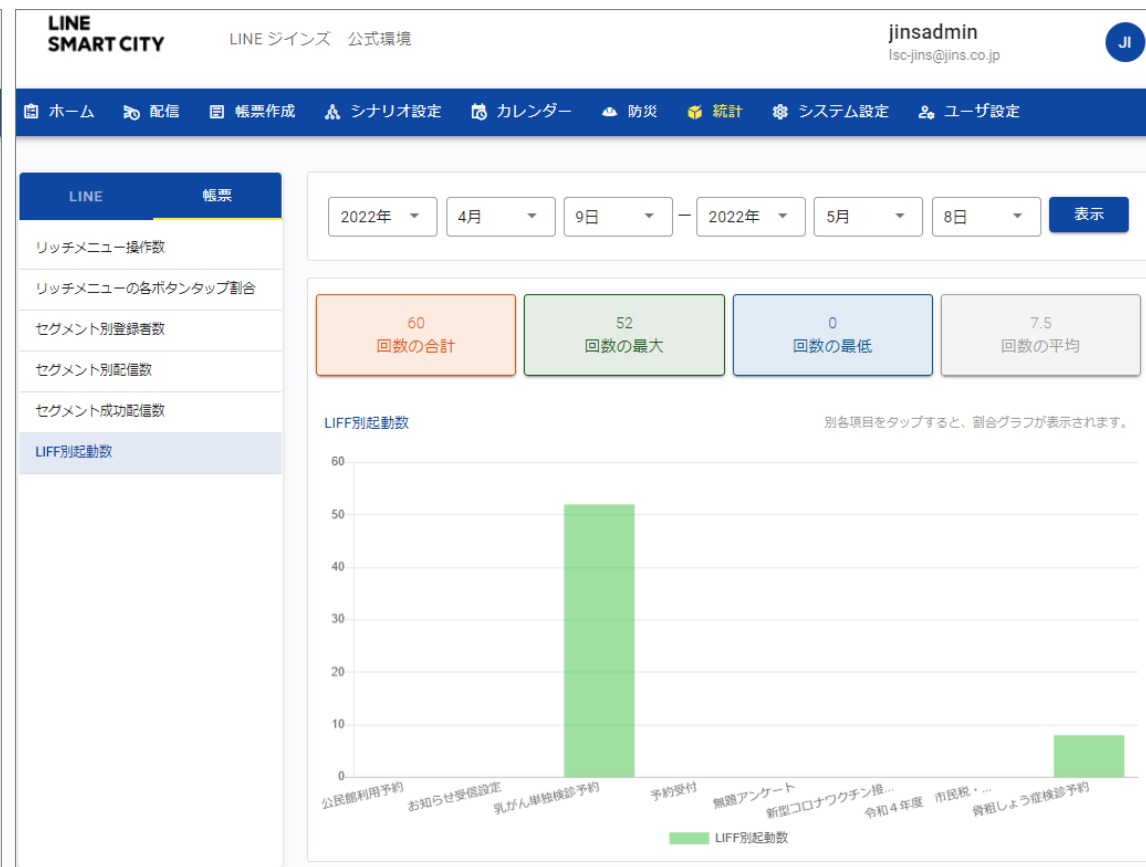 LINE
SMART CITY
LINE ジインズ 公式環境
jinsadmin
lsc-jins@jins.co.jp
JI
ホーム 配信 帳票作成 シナリオ設定 カレンダー 防災 統計 システム設定 ユーザ設定
LINE 帳票
リッチメニュー操作数
リッチメニューの各ボタンタップ割合
セグメント別登録者数
セグメント別配信数
セグメント成功配信数
LIFF別起動数
2022年 4月 9日 ー 2022年 5月 8日 表示
60
回数の合計
52
回数の最大
0
回数の最低
7.5
回数の平均
LIFF別起動数
別各項目をタップすると、割合グラフが表示されます。
60
50
40
30
20
10
0
公民館利用予約
お知らせ受信設定
乳がん単独検診予約
予約受付
無題アンケート
新型コロナワクチン接...
令和4年度 市民税・...
骨粗しょう症検診予約
LIFF別起動数